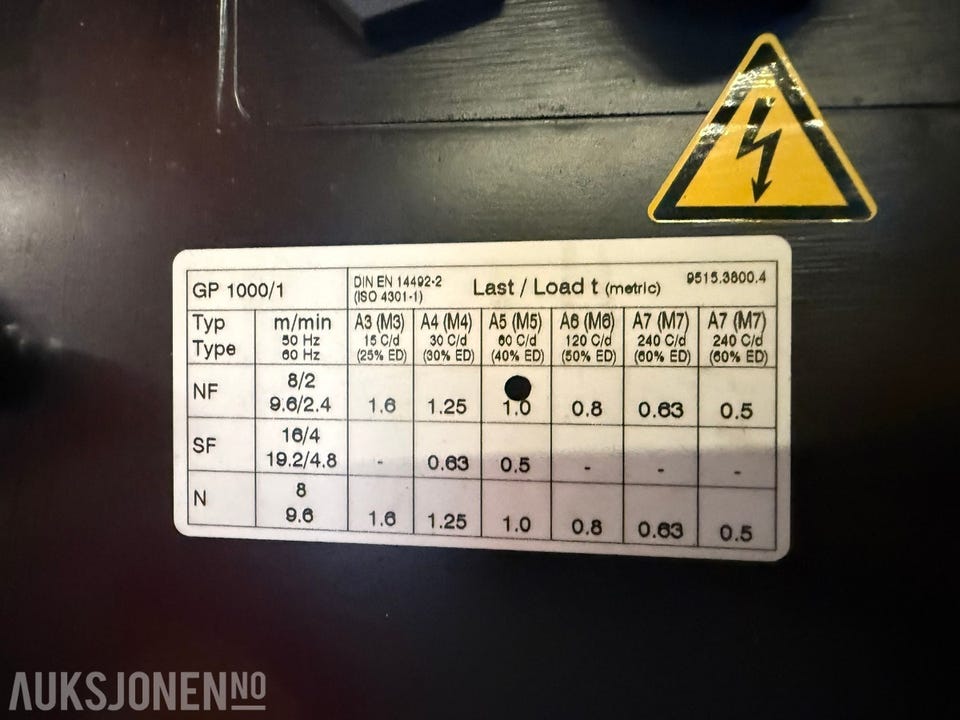 GP 1000/1 DIN EN 14492-2 (ISO 4301-1) Last / Load t (metric) 9515.3800.4
Typ Type m/min 50 Hz 60 Hz A3 (M3) 15 C/d (25% ED) A4 (M4) 30 C/d (30% ED) A5 (M5) 60 C/d (40% ED) A6 (M6) 120 C/d (50% ED) A7 (M7) 240 C/d (60% ED) A7 (M7) 240 C/d (60% ED)
NF 8/2
9.6/2.4 1.6 1.25 1.0 0.8 0.63 0.5
SF 16/4
19.2/4.8 - 0.63 0.5 - - -
N 8
9.6 1.6 1.25 1.0 0.8 0.63 0.5
AUKSJONEN NO